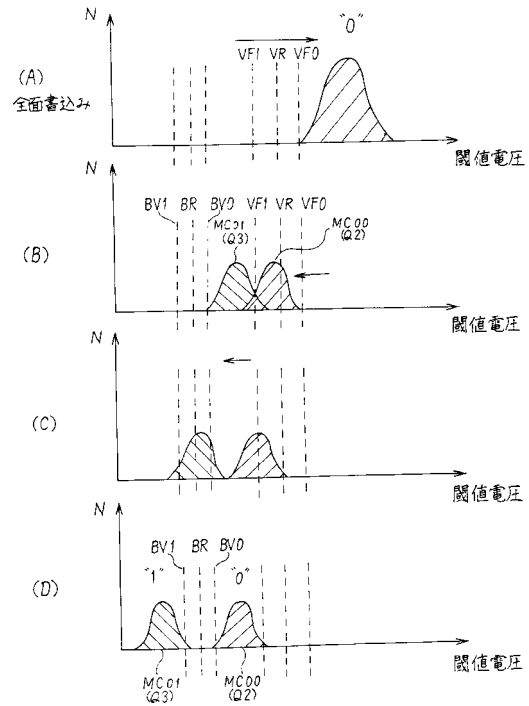 N
"0"
VF1 VR VF0
(A)
全面書込み
閾値電圧
N
BV1 BR BV0 VF1 VR VF0
MC01
(Q3)
MC00
(Q2)
(B)
閾値電圧
N
(C)
閾値電圧
N
BV1 BR BV0
"1" "0"
(D)
閾値電圧
MC01
(Q3)
MC00
(Q2)